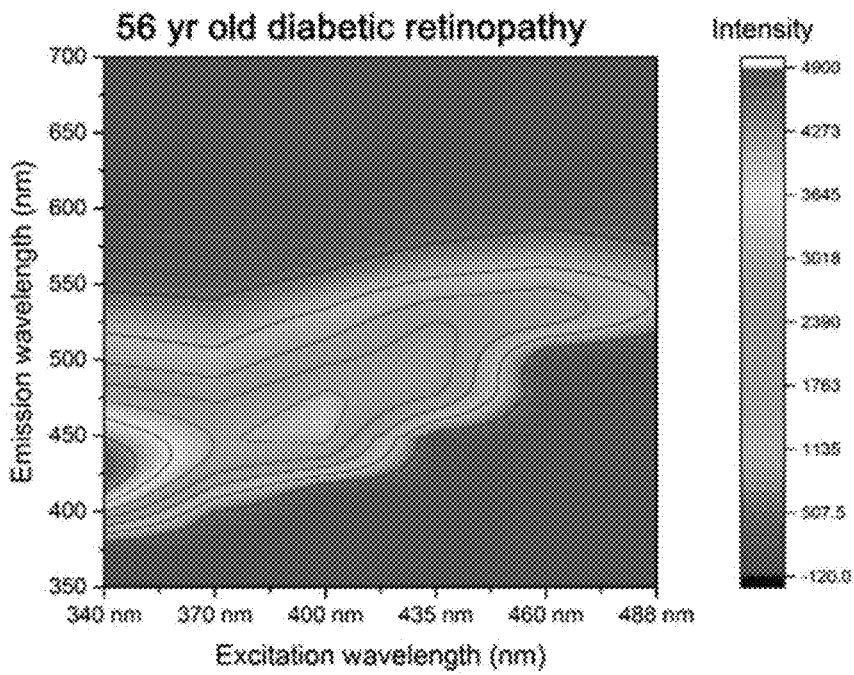 56 yr old diabetic retinopathy
Intensity
Emission wavelength (nm)
700
650
600
550
500
450
400
350
340 nm
370 nm
400 nm
435 nm
460 nm
488 nm
Excitation wavelength (nm)
4900
4273
3645
3018
2390
1763
1135
507.5
-120.0